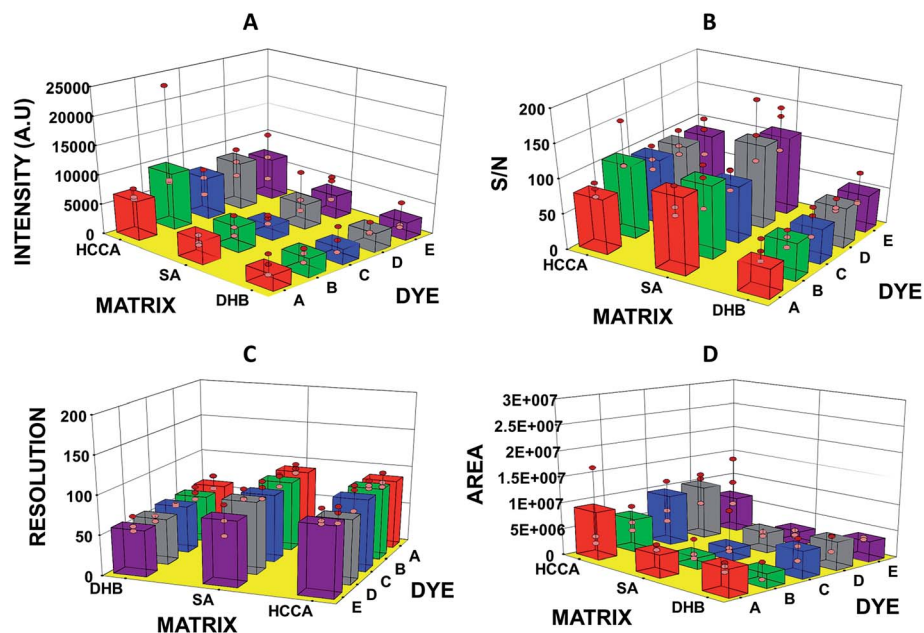 A
INTENSITY (A.U)
25000
20000
15000
10000
5000
0
HCCA
SA
DHB
MATRIX
A
B
C
D
E
DYE
B
S/N
200
150
100
50
0
HCCA
SA
DHB
MATRIX
A
B
C
D
E
DYE
C
RESOLUTION
200
150
100
50
0
DHB
SA
HCCA
MATRIX
E
D
C
B
A
DYE
D
AREA
3E+007
2.5E+007
2E+007
1.5E+007
1E+007
5E+006
0
HCCA
SA
DHB
MATRIX
A
B
C
D
E
DYE